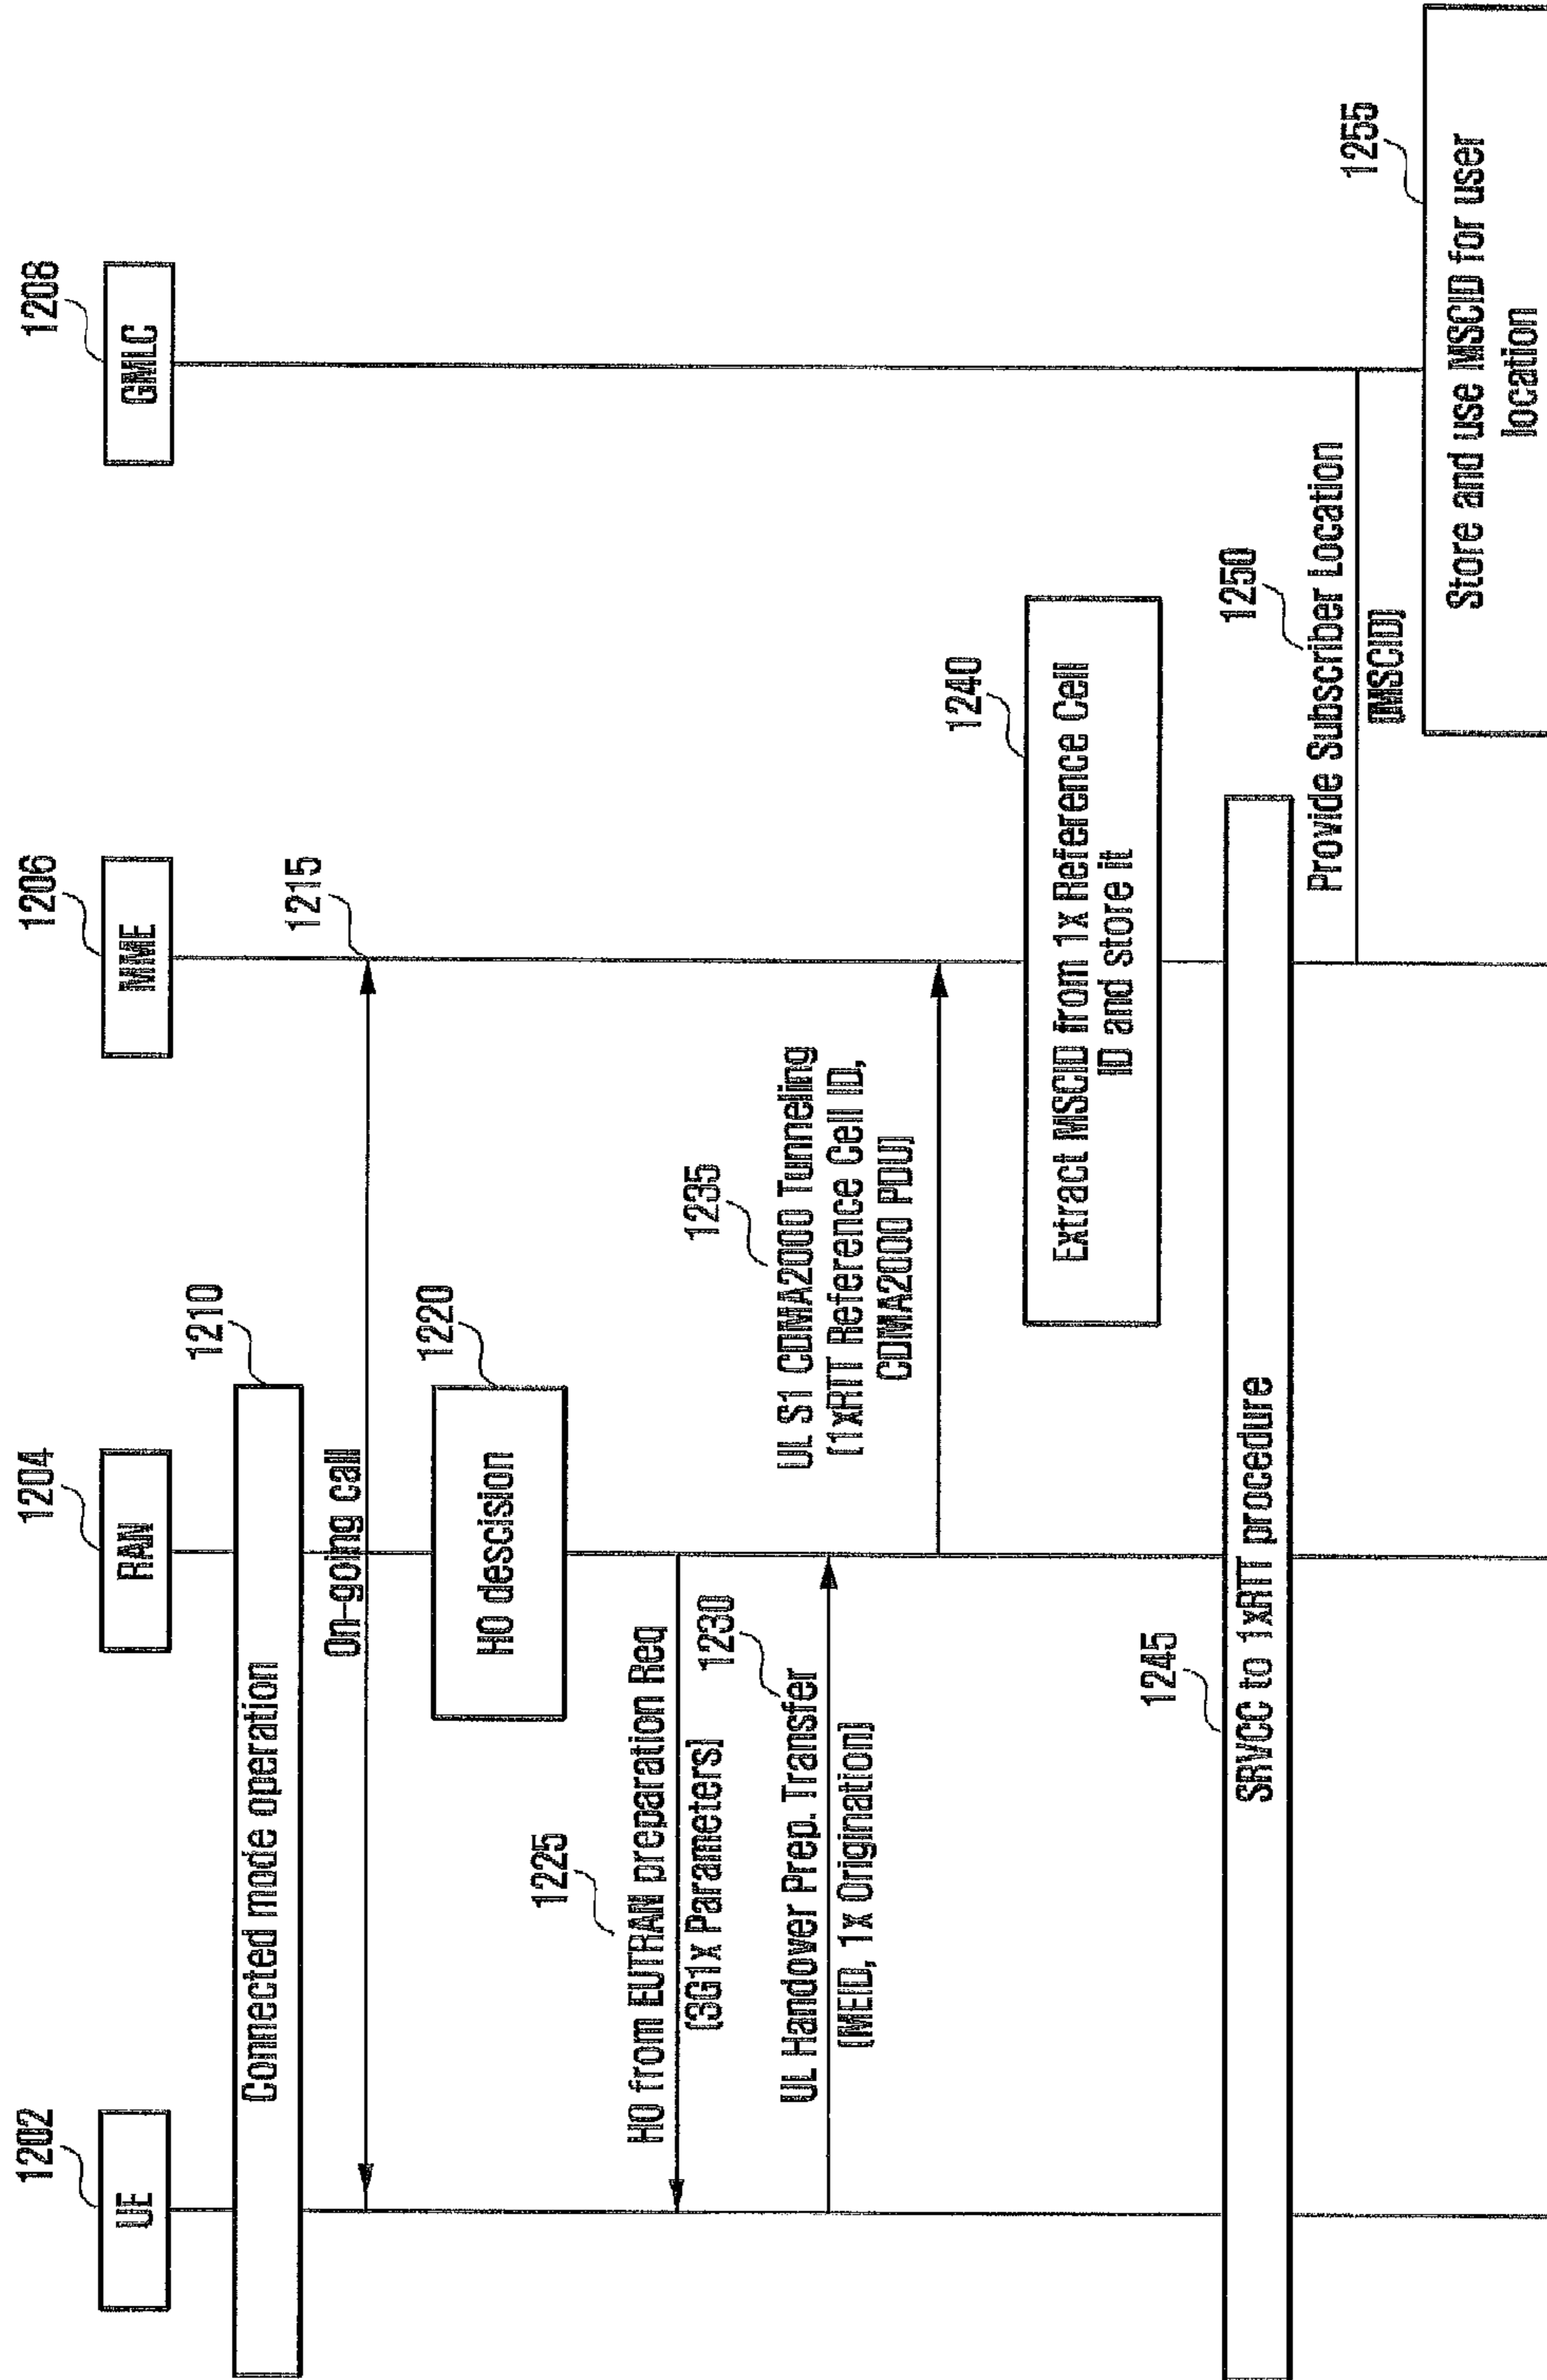 1202
UE
1204
RAN
1206
MME
1208
GMLC
1210
Connected mode operation
1215
On-going call
1220
HO descision
1225
HO from EUTRAN preparation Req
(3G1x Parameters)
1230
UL Handover Prep. Transfer
(MEID, 1x Origination)
1235
UL S1 CDMA2000 Tunneling
(1xRTT Reference Cell ID,
CDMA2000 PDU)
1240
Extract MSCID from 1x Reference Cell
ID and store it
1245
SRVCC to 1xRTT procedure
1250
Provide Subscriber Location
(MSCID)
1255
Store and use MSCID for user
location